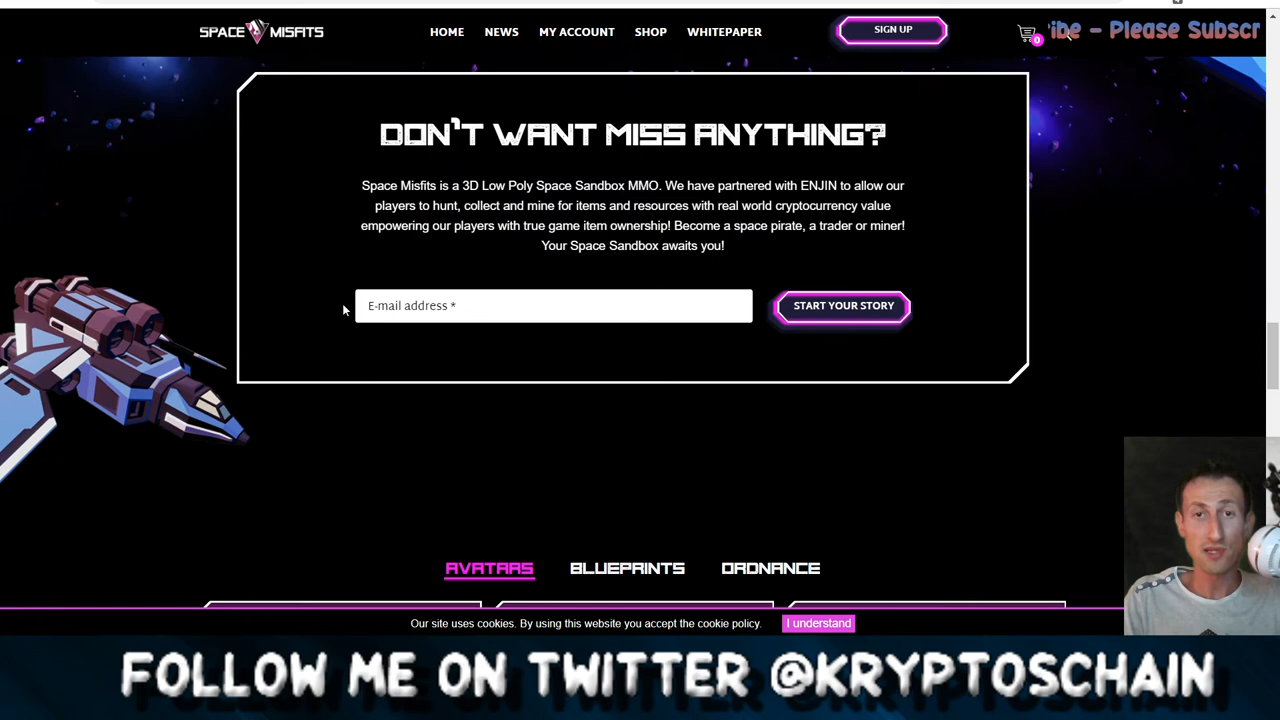 SPACE MISFITS
HOME NEWS MY ACCOUNT SHOP WHITEPAPER
SIGN UP
0
ibe - Please Subscr
DON'T WANT MISS ANYTHING?
Space Misfits is a 3D Low Poly Space Sandbox MMO. We have partnered with ENJIN to allow our
players to hunt, collect and mine for items and resources with real world cryptocurrency value
empowering our players with true game item ownership! Become a space pirate, a trader or miner!
Your Space Sandbox awaits you!
E-mail address *
START YOUR STORY
AVATARS BLUEPRINTS ORDNANCE
Our site uses cookies. By using this website you accept the cookie policy.
I understand
FOLLOW ME ON TWITTER @KRYPTOSCHAIN